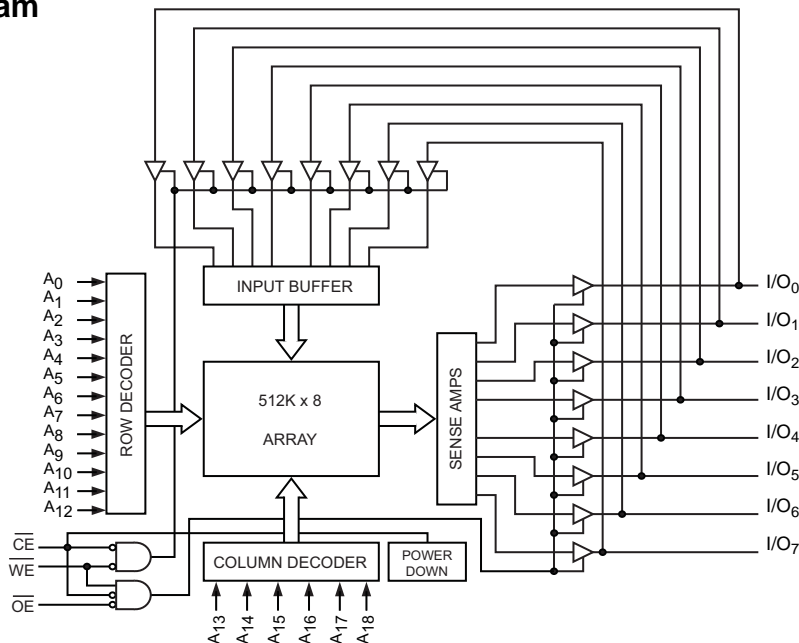 am
INPUT BUFFER
A0
A1
A2
A3
A4
A5
A6
A7
A8
A9
A10
A11
A12
ROW DECODER
512K x 8
ARRAY
SENSE AMPS
I/O0
I/O1
I/O2
I/O3
I/O4
I/O5
I/O6
I/O7
CE
WE
OE
COLUMN DECODER
POWER
DOWN
A13
A14
A15
A16
A17
A18